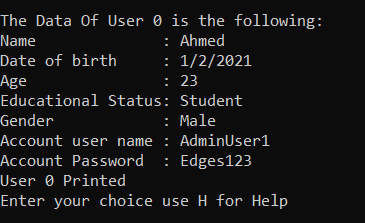 The Data Of User 0 is the following:
Name             : Ahmed
Date of birth    : 1/2/2021
Age              : 23
Educational Status: Student
Gender           : Male
Account user name : AdminUser1
Account Password  : Edges123
User 0 Printed
Enter your choice use H for Help